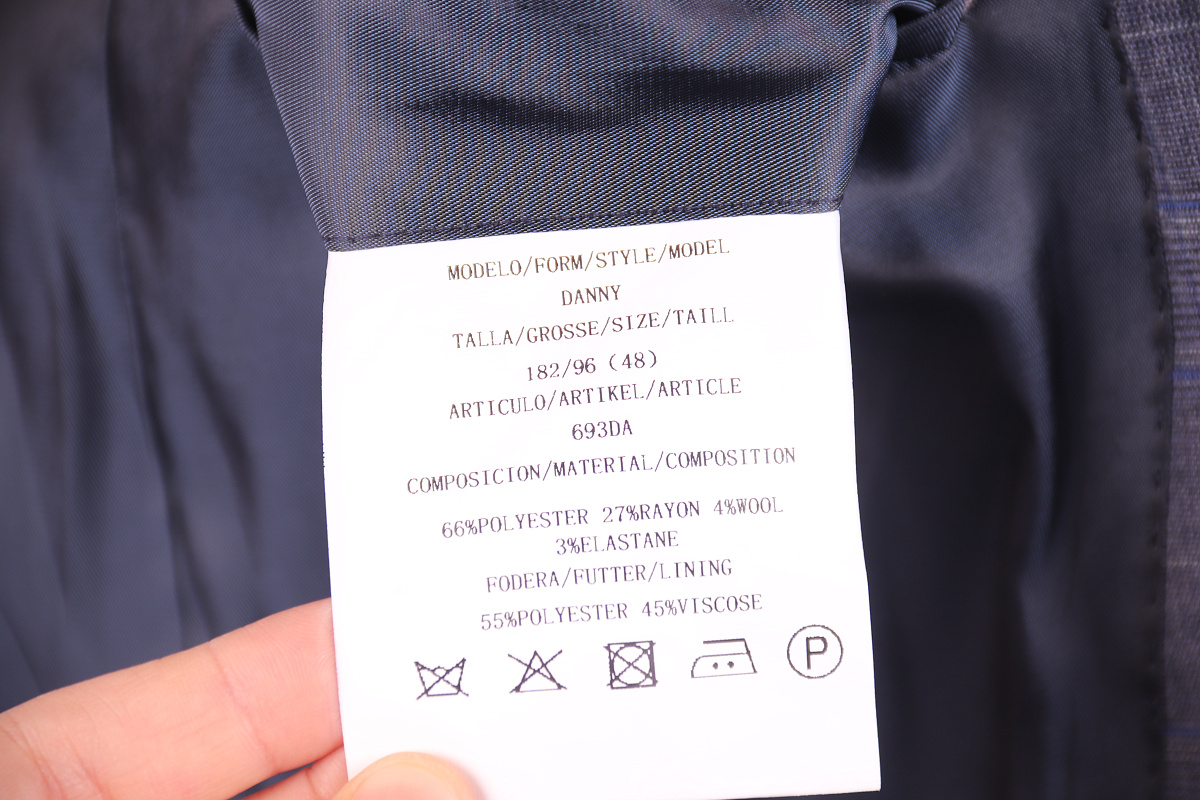 MODELO/FORM/STYLE/MODEL
DANNY
TALLA/GROSSE/SIZE/TAILL
182/96 (48)
ARTICULO/ARTIKEL/ARTICLE
693DA
COMPOSICION/MATERIAL/COMPOSITION
66%POLYESTER 27%RAYON 4%WOOL
3%ELASTANE
FODERA/FUTTER/LINING
55%POLYESTER 45%VISCOSE
P